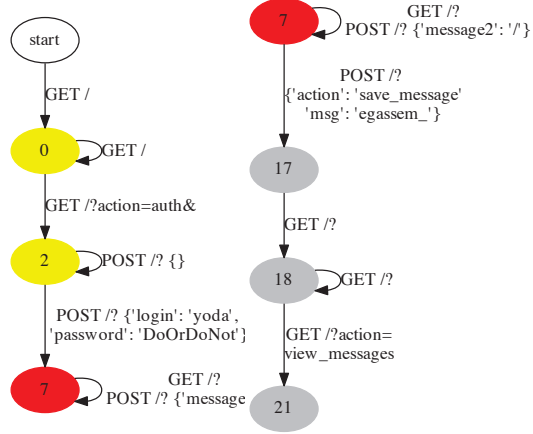 start
GET /
0
GET /
GET /?action=auth&
2
POST /? {}
POST /? {'login': 'yoda',
'password': 'DoOrDoNot'}
7
GET /?
POST /? {'message
7
GET /?
POST /? {'message2': '/'}
POST /?
{'action': 'save_message'
'msg': 'egassem_'}
17
GET /?
18
GET /?
GET /?action=
view_messages
21